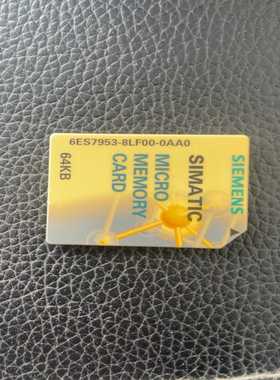 6ES7953-8LF00-0AA0
SIEMENS
SIMATIC
MICRO
MEMORY
CARD
64KB